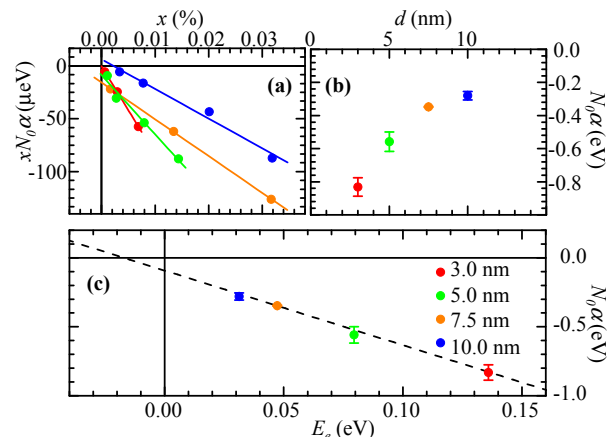 x (%) d (nm)
0.00 0.01 0.02 0.03 0 5 10
0 -50 -100
xN₀α(μeV)
(a)
(b)
0.0 -0.2 -0.4 -0.6 -0.8
N₀α (eV)
(c)
3.0 nm
5.0 nm
7.5 nm
10.0 nm
0.0 -0.5 -1.0
N₀α (eV)
0.00 0.05 0.10 0.15
Eₑ (eV)